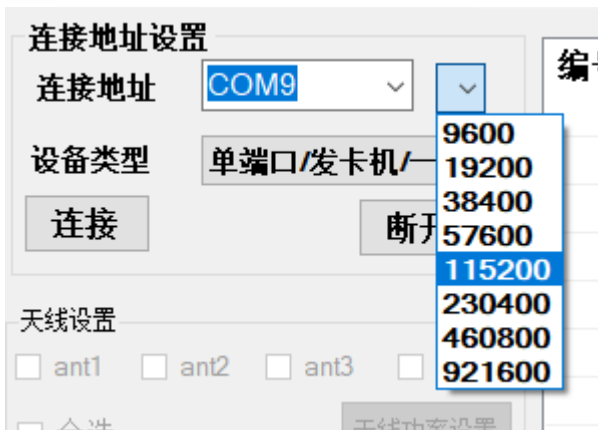 连接地址设置
连接地址 COM9
编
设备类型 单端口/发卡机/一
连接 断开
9600
19200
38400
57600
115200
230400
460800
921600
天线设置
ant1 ant2 ant3